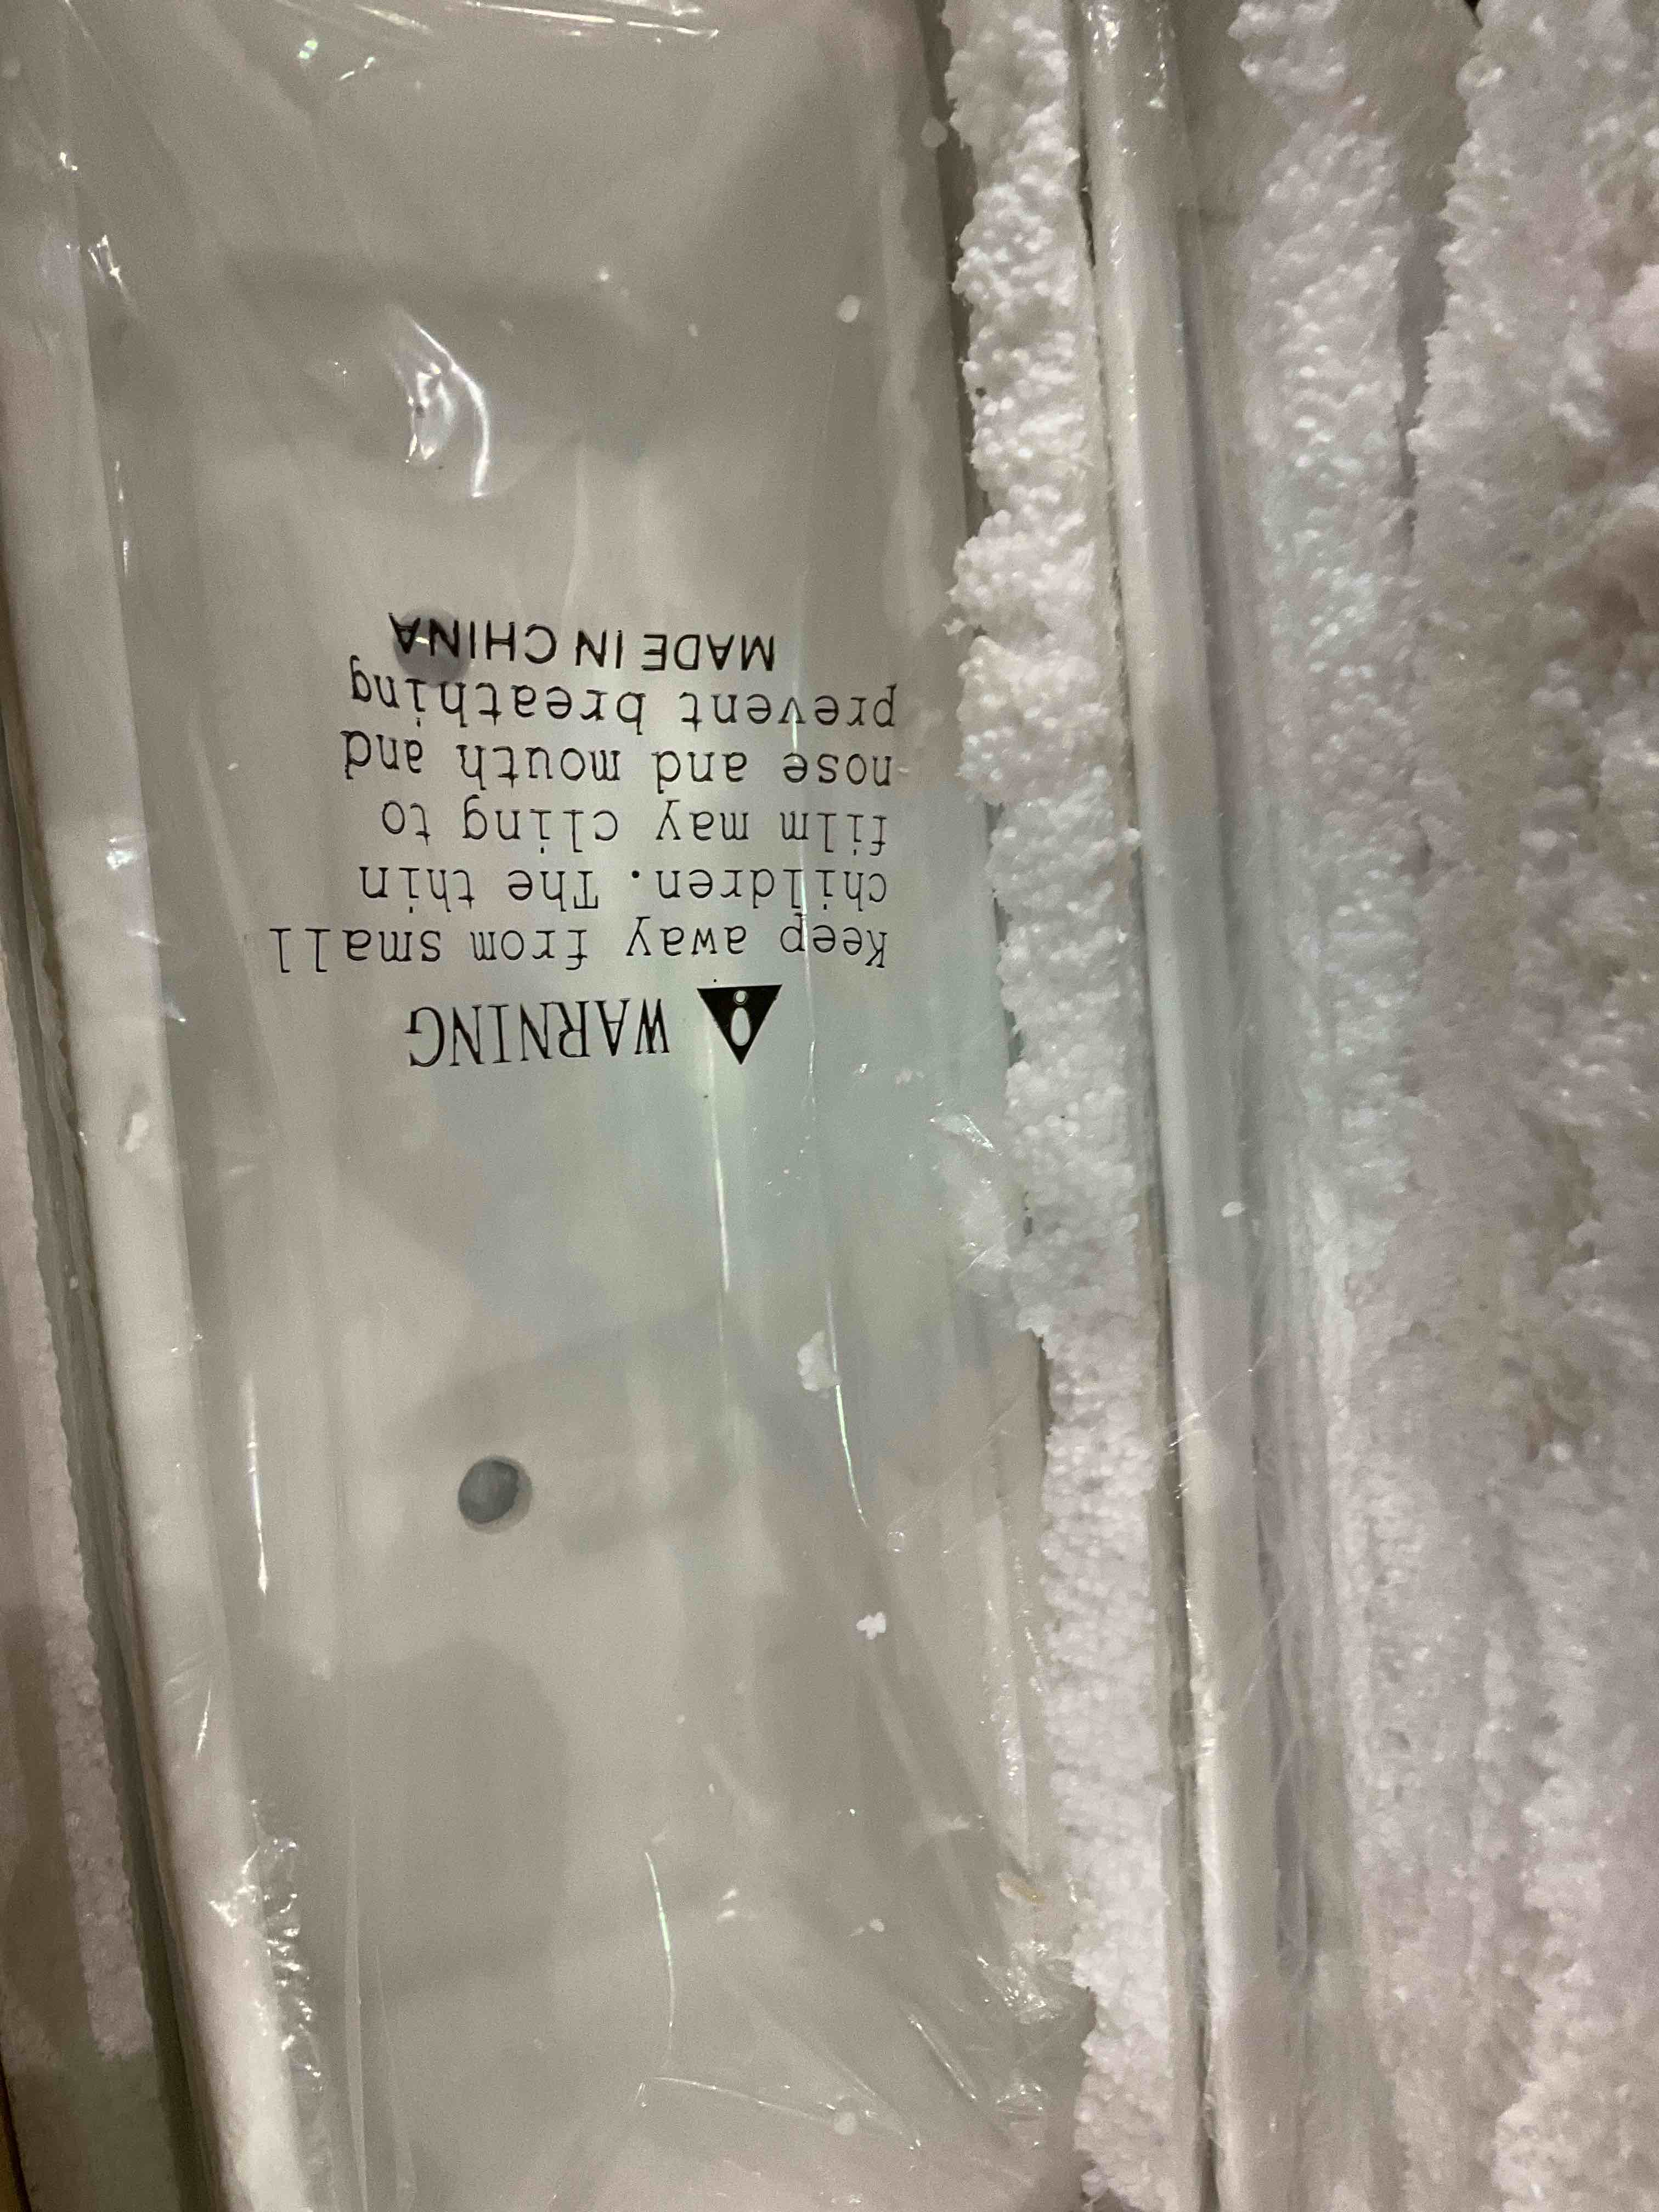 WARNING
Keep away from small
children. The thin
film may cling to
nose and mouth and
prevent breathing
MADE IN CHINA